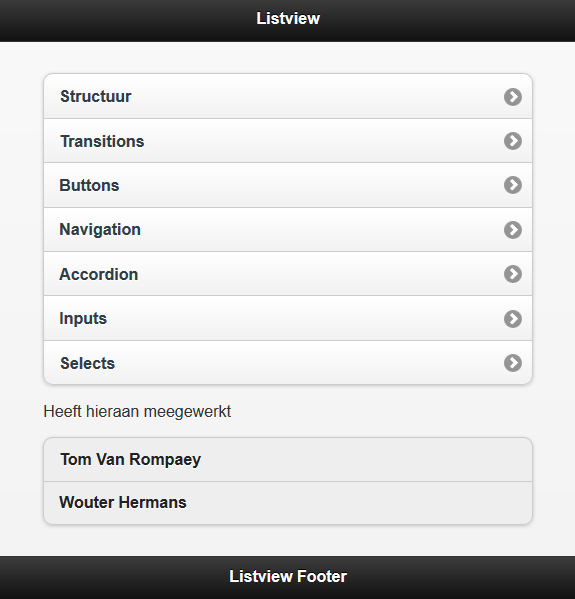 Listview
Structuur
Transitions
Buttons
Navigation
Accordion
Inputs
Selects
Heeft hieraan meegewerkt
Tom Van Rompaey
Wouter Hermans
Listview Footer